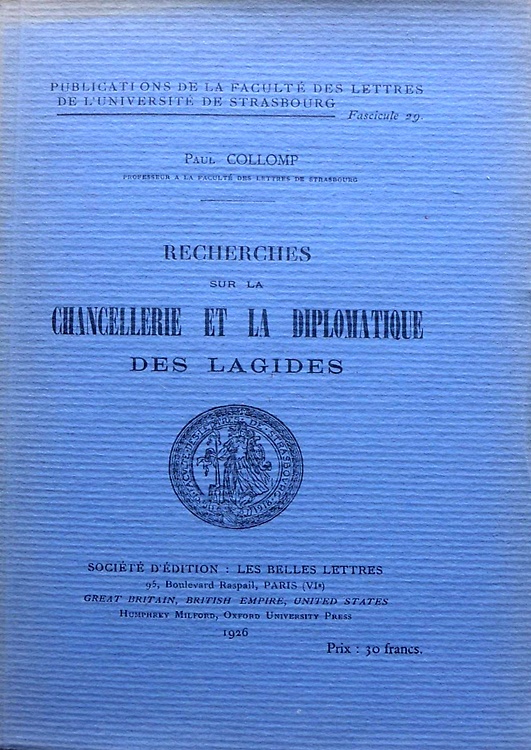 PUBLICATIONS DE LA FACULTÉ DES LETTRES
DE L'UNIVERSITÉ DE STRASBOURG
Fascicule 29.
PAUL COLLOMP
PROFESSEUR A LA FACULTÉ DES LETTRES DE STRASBOURG
RECHERCHES
SUR LA
CHANCELLERIE ET LA DIPLOMATIQUE
DES LAGIDES
SOCIÉTÉ D'ÉDITION : LES BELLES LETTRES
95, Boulevard Raspail, PARIS (VIe)
GREAT BRITAIN, BRITISH EMPIRE, UNITED STATES
HUMPHREY MILFORD, OXFORD UNIVERSITY PRESS
1926
Prix : 30 francs.